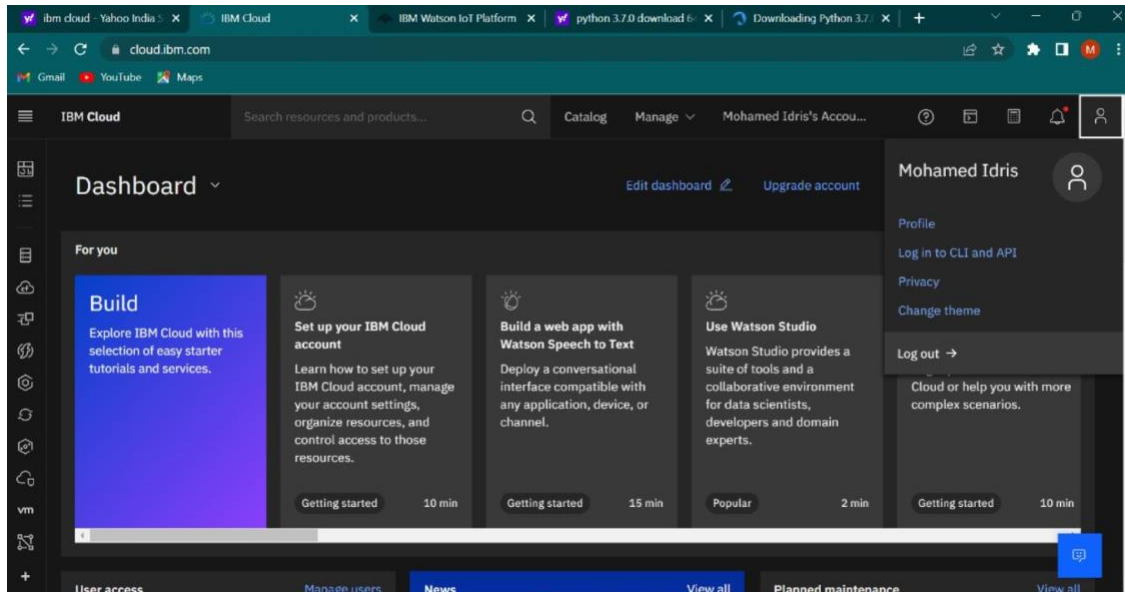 ibm cloud - Yahoo India S
IBM Cloud
IBM Watson IoT Platform
python 3.7.0 download 6
Downloading Python 3.7.
cloud.ibm.com
M
Gmail
YouTube
Maps
IBM Cloud
Search resources and products...
Catalog
Manage
Mohamed Idris's Accou...
Dashboard
Edit dashboard
Upgrade account
Mohamed Idris
Profile
Log in to CLI and API
Privacy
Change theme
Log out →
For you
Build
Explore IBM Cloud with this
selection of easy starter
tutorials and services.
Set up your IBM Cloud
account
Learn how to set up your
IBM Cloud account, manage
your account settings,
organize resources, and
control access to those
resources.
Getting started
10 min
Build a web app with
Watson Speech to Text
Deploy a conversational
interface compatible with
any application, device, or
channel.
Getting started
15 min
Use Watson Studio
Watson Studio provides a
suite of tools and a
collaborative environment
for data scientists,
developers and domain
experts.
Popular
2 min
Cloud or help you with more
complex scenarios.
Getting started
10 min
vm
User access
Manage users
News
View all
Planned maintenance
View all